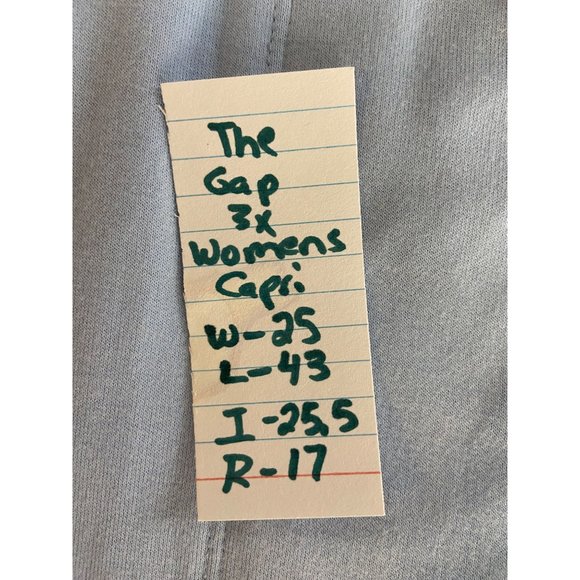 The
Gap
3x
Womens
Capri
W-25
L-43
I-25.5
R-17